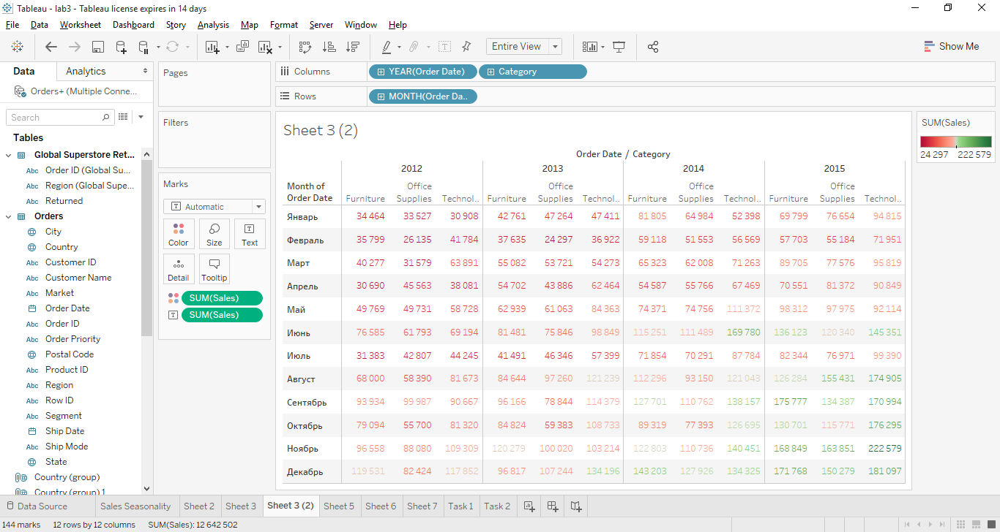 Tableau - lab3 - Tableau license expires in 14 days
File Data Worksheet Dashboard Story Analysis Map Format Server Window Help
Entire View
Show Me
Data Analytics
Orders+ (Multiple Conne...
Search
Tables
Global Superstore Ret...
Abc Order ID (Global Su...
Abc Region (Global Supe...
Abc Returned
Orders
City
Country
Abc Customer ID
Abc Customer Name
Abc Market
Order Date
Abc Order ID
Abc Order Priority
Postal Code
Abc Product ID
Abc Region
Abc Row ID
Abc Segment
Ship Date
Abc Ship Mode
State
Country (group)
Country (group) 1
Pages
Filters
Marks
T Automatic
Color Size Text
Detail Tooltip
SUM(Sales)
T SUM(Sales)
Columns YEAR(Order Date) Category
Rows MONTH(Order Da..
Sheet 3 (2)
Order Date / Category
2012 2013 2014 2015
Month of Order Date Furniture Office Supplies Technol.. Furniture Office Supplies Technol.. Furniture Office Supplies Technol.. Furniture Office Supplies Technol..
Январь 34 464 33 527 30 908 42 761 47 264 47 411 81 805 64 984 52 398 69 799 76 654 94 815
Февраль 35 799 26 135 41 784 37 635 24 297 36 922 59 118 51 553 56 569 57 703 55 184 71 951
Март 40 277 31 579 63 891 55 082 53 721 54 273 65 323 62 008 71 263 89 705 77 576 95 819
Апрель 30 690 45 563 38 081 54 702 43 886 62 464 54 587 55 766 67 469 70 551 81 372 90 849
Май 49 769 49 731 58 728 62 939 61 063 84 363 74 371 74 756 111 372 98 312 97 975 92 114
Июнь 76 585 61 793 69 194 81 481 75 846 98 849 115 251 111 489 169 780 136 123 120 340 145 351
Июль 31 383 42 807 44 245 41 491 46 346 57 399 71 854 70 291 87 784 82 344 76 971 99 390
Август 68 000 58 390 81 673 84 644 97 260 121 239 112 296 93 150 121 043 126 284 155 431 174 905
Сентябрь 93 934 99 987 90 667 96 166 78 844 114 379 127 701 110 762 138 157 175 777 134 387 170 994
Октябрь 79 094 55 700 81 320 84 824 59 383 108 733 89 319 77 393 126 695 130 701 115 771 176 295
Ноябрь 96 558 88 080 109 309 120 279 100 020 103 214 122 803 110 736 140 451 168 849 163 851 222 579
Декабрь 119 531 82 424 117 852 96 817 107 244 134 196 143 203 127 926 134 325 171 768 150 279 181 097
SUM(Sales)
24 297 222 579
Data Source Sales Seasonality Sheet 2 Sheet 3 Sheet 3 (2) Sheet 5 Sheet 6 Sheet 7 Task 1 Task 2
144 marks 12 rows by 12 columns SUM(Sales): 12 642 502